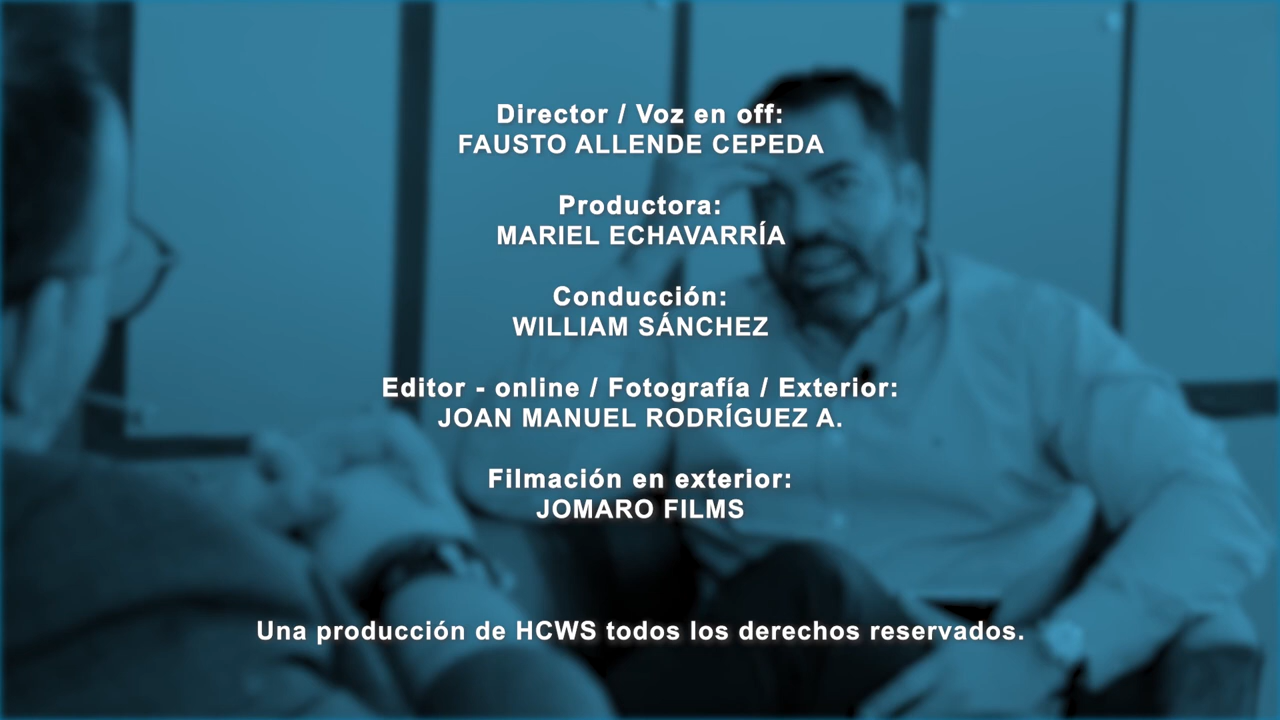 Director / Voz en off:
FAUSTO ALLENDE CEPEDA
Productora:
MARIEL ECHAVARRÍA
Conducción:
WILLIAM SÁNCHEZ
Editor - online / Fotografía / Exterior:
JOAN MANUEL RODRÍGUEZ A.
Filmación en exterior:
JOMARO FILMS
Una producción de HCWS todos los derechos reservados.